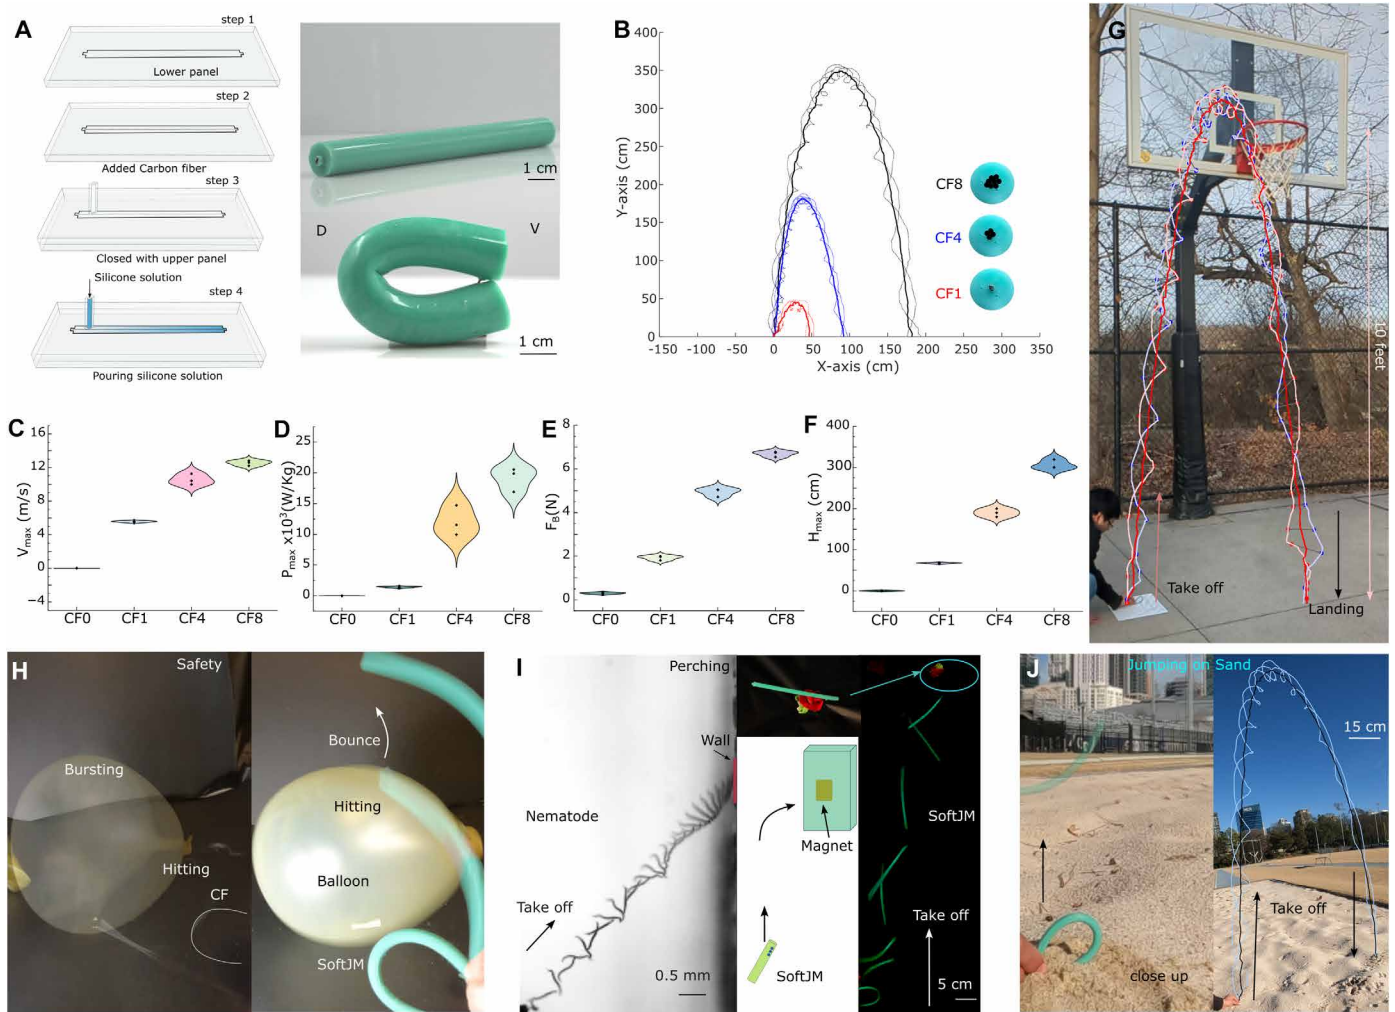 A
step 1
Lower panel
step 2
Added Carbon fiber
step 3
Closed with upper panel
Silicone solution
step 4
Pouring silicone solution
1 cm
D
V
1 cm
B
400
350
300
250
200
150
100
50
0
Y-axis (cm)
-150 -100 -50 0 50 100 150 200 250 300 350
X-axis (cm)
CF8
CF4
CF1
G
10 feet
Take off
Landing
C
16
12
8
4
0
−4
Vmax (m/s)
CF0 CF1 CF4 CF8
D
25
20
15
10
5
0
Pmax x10³(W/Kg)
CF0 CF1 CF4 CF8
E
8
6
4
2
0
FB(N)
CF0 CF1 CF4 CF8
F
400
300
200
100
0
Hmax (cm)
CF0 CF1 CF4 CF8
H
Safety
Bursting
Hitting
CF
Bounce
Hitting
Balloon
SoftJM
I
Perching
Wall
Nematode
Take off
0.5 mm
Magnet
SoftJM
SoftJM
Take off
5 cm
J
Jumping on Sand
close up
15 cm
Take off